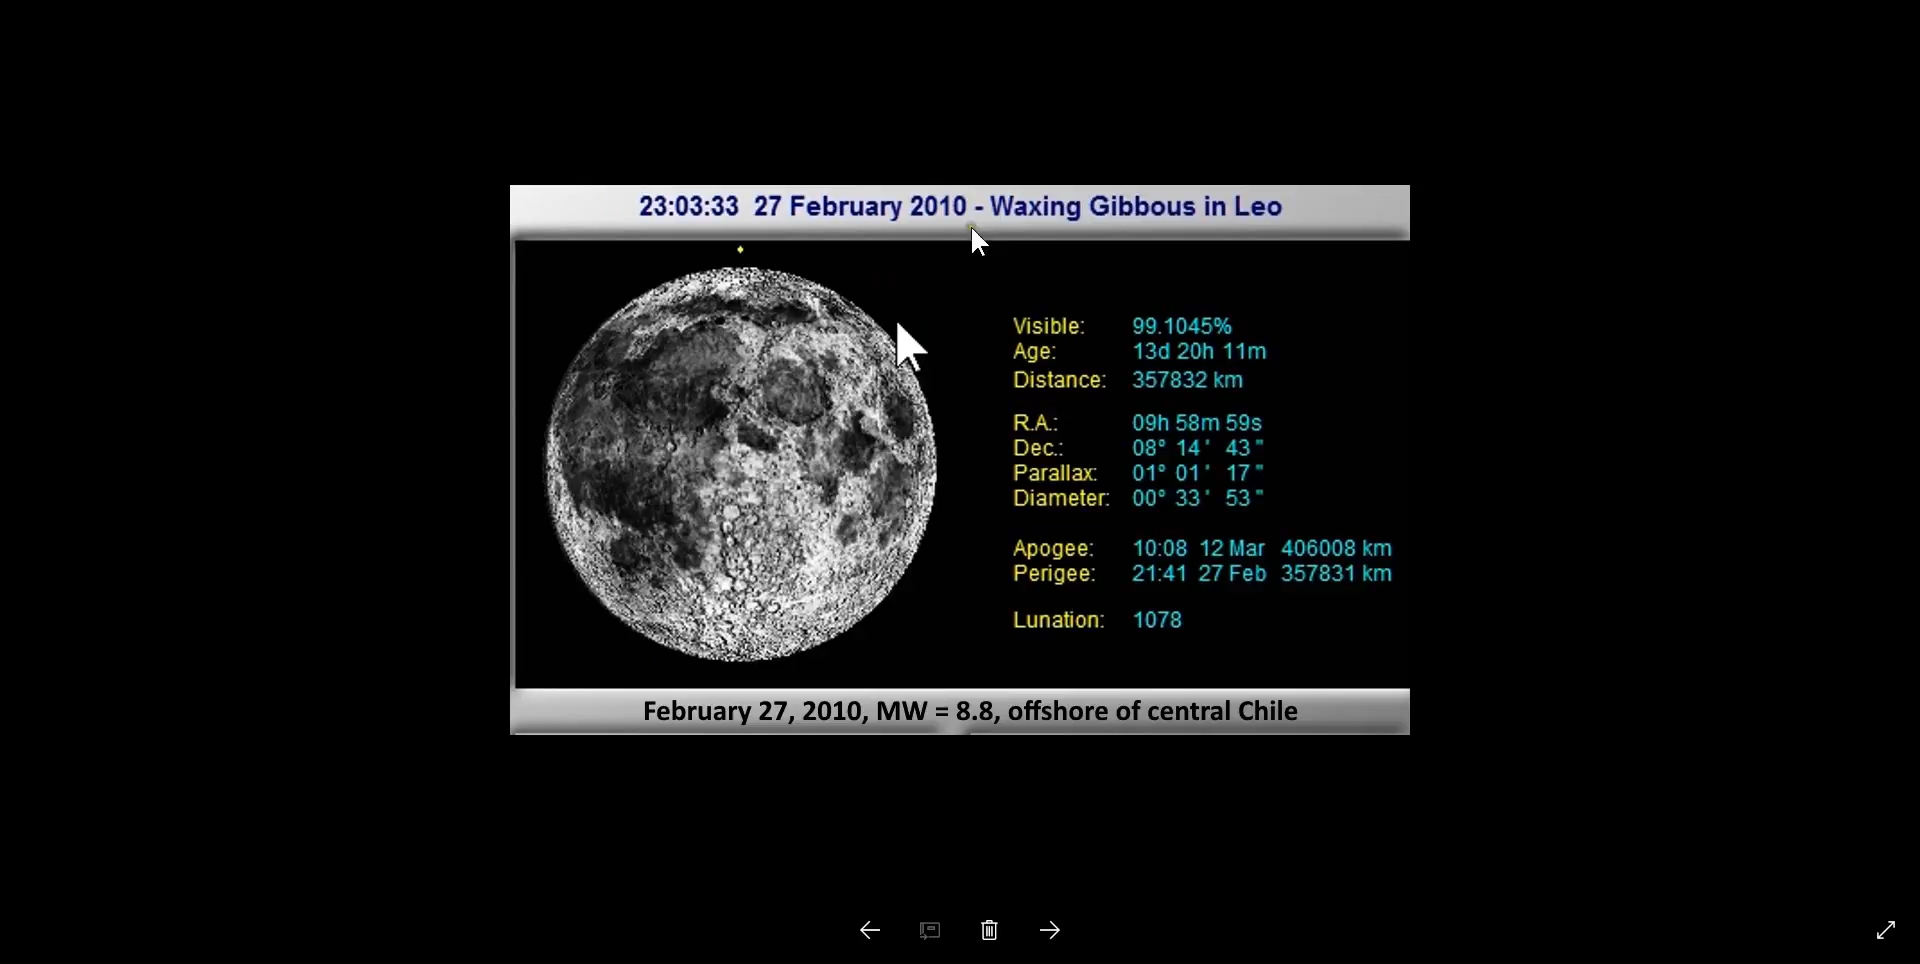 23:03:33 27 February 2010 - Waxing Gibbous in Leo
Visible: 99.1045%
Age: 13d 20h 11m
Distance: 357832 km
R.A.: 09h 58m 59s
Dec.: 08° 14' 43"
Parallax: 01° 01' 17"
Diameter: 00° 33' 53"
Apogee: 10:08 12 Mar 406008 km
Perigee: 21:41 27 Feb 357831 km
Lunation: 1078
February 27, 2010, MW = 8.8, offshore of central Chile